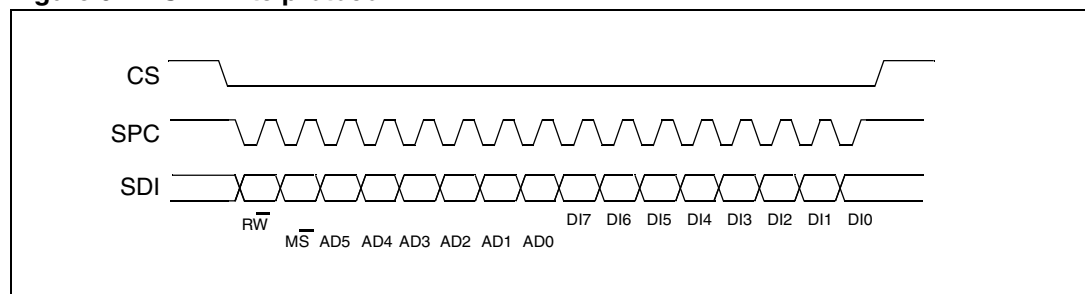 CS
SPC
SDI
RW
DI7 DI6 DI5 DI4 DI3 DI2 DI1 DI0
MS AD5 AD4 AD3 AD2 AD1 AD0